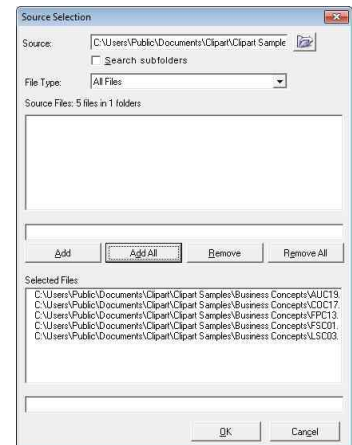 Source Selection
Source: C:\Users\Public\Documents\Clipart\Clipart Sample
Search subfolders
File Type: All Files
Source Files: 5 files in 1 folders
Add Add All Remove Remove All
Selected Files
C:\Users\Public\Documents\Clipart\Clipart Samples\Business Concepts\AUC19.
C:\Users\Public\Documents\Clipart\Clipart Samples\Business Concepts\COC17.
C:\Users\Public\Documents\Clipart\Clipart Samples\Business Concepts\FPC13.
C:\Users\Public\Documents\Clipart\Clipart Samples\Business Concepts\FSC01.
C:\Users\Public\Documents\Clipart\Clipart Samples\Business Concepts\LSC03.
OK Cancel